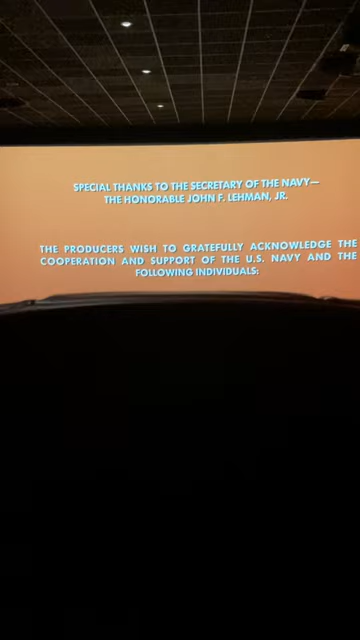 SPECIAL THANKS TO THE SECRETARY OF THE NAVY—
THE HONORABLE JOHN F. LEHMAN, JR.
THE PRODUCERS WISH TO GRATEFULLY ACKNOWLEDGE THE
COOPERATION AND SUPPORT OF THE U.S. NAVY AND THE
FOLLOWING INDIVIDUALS: